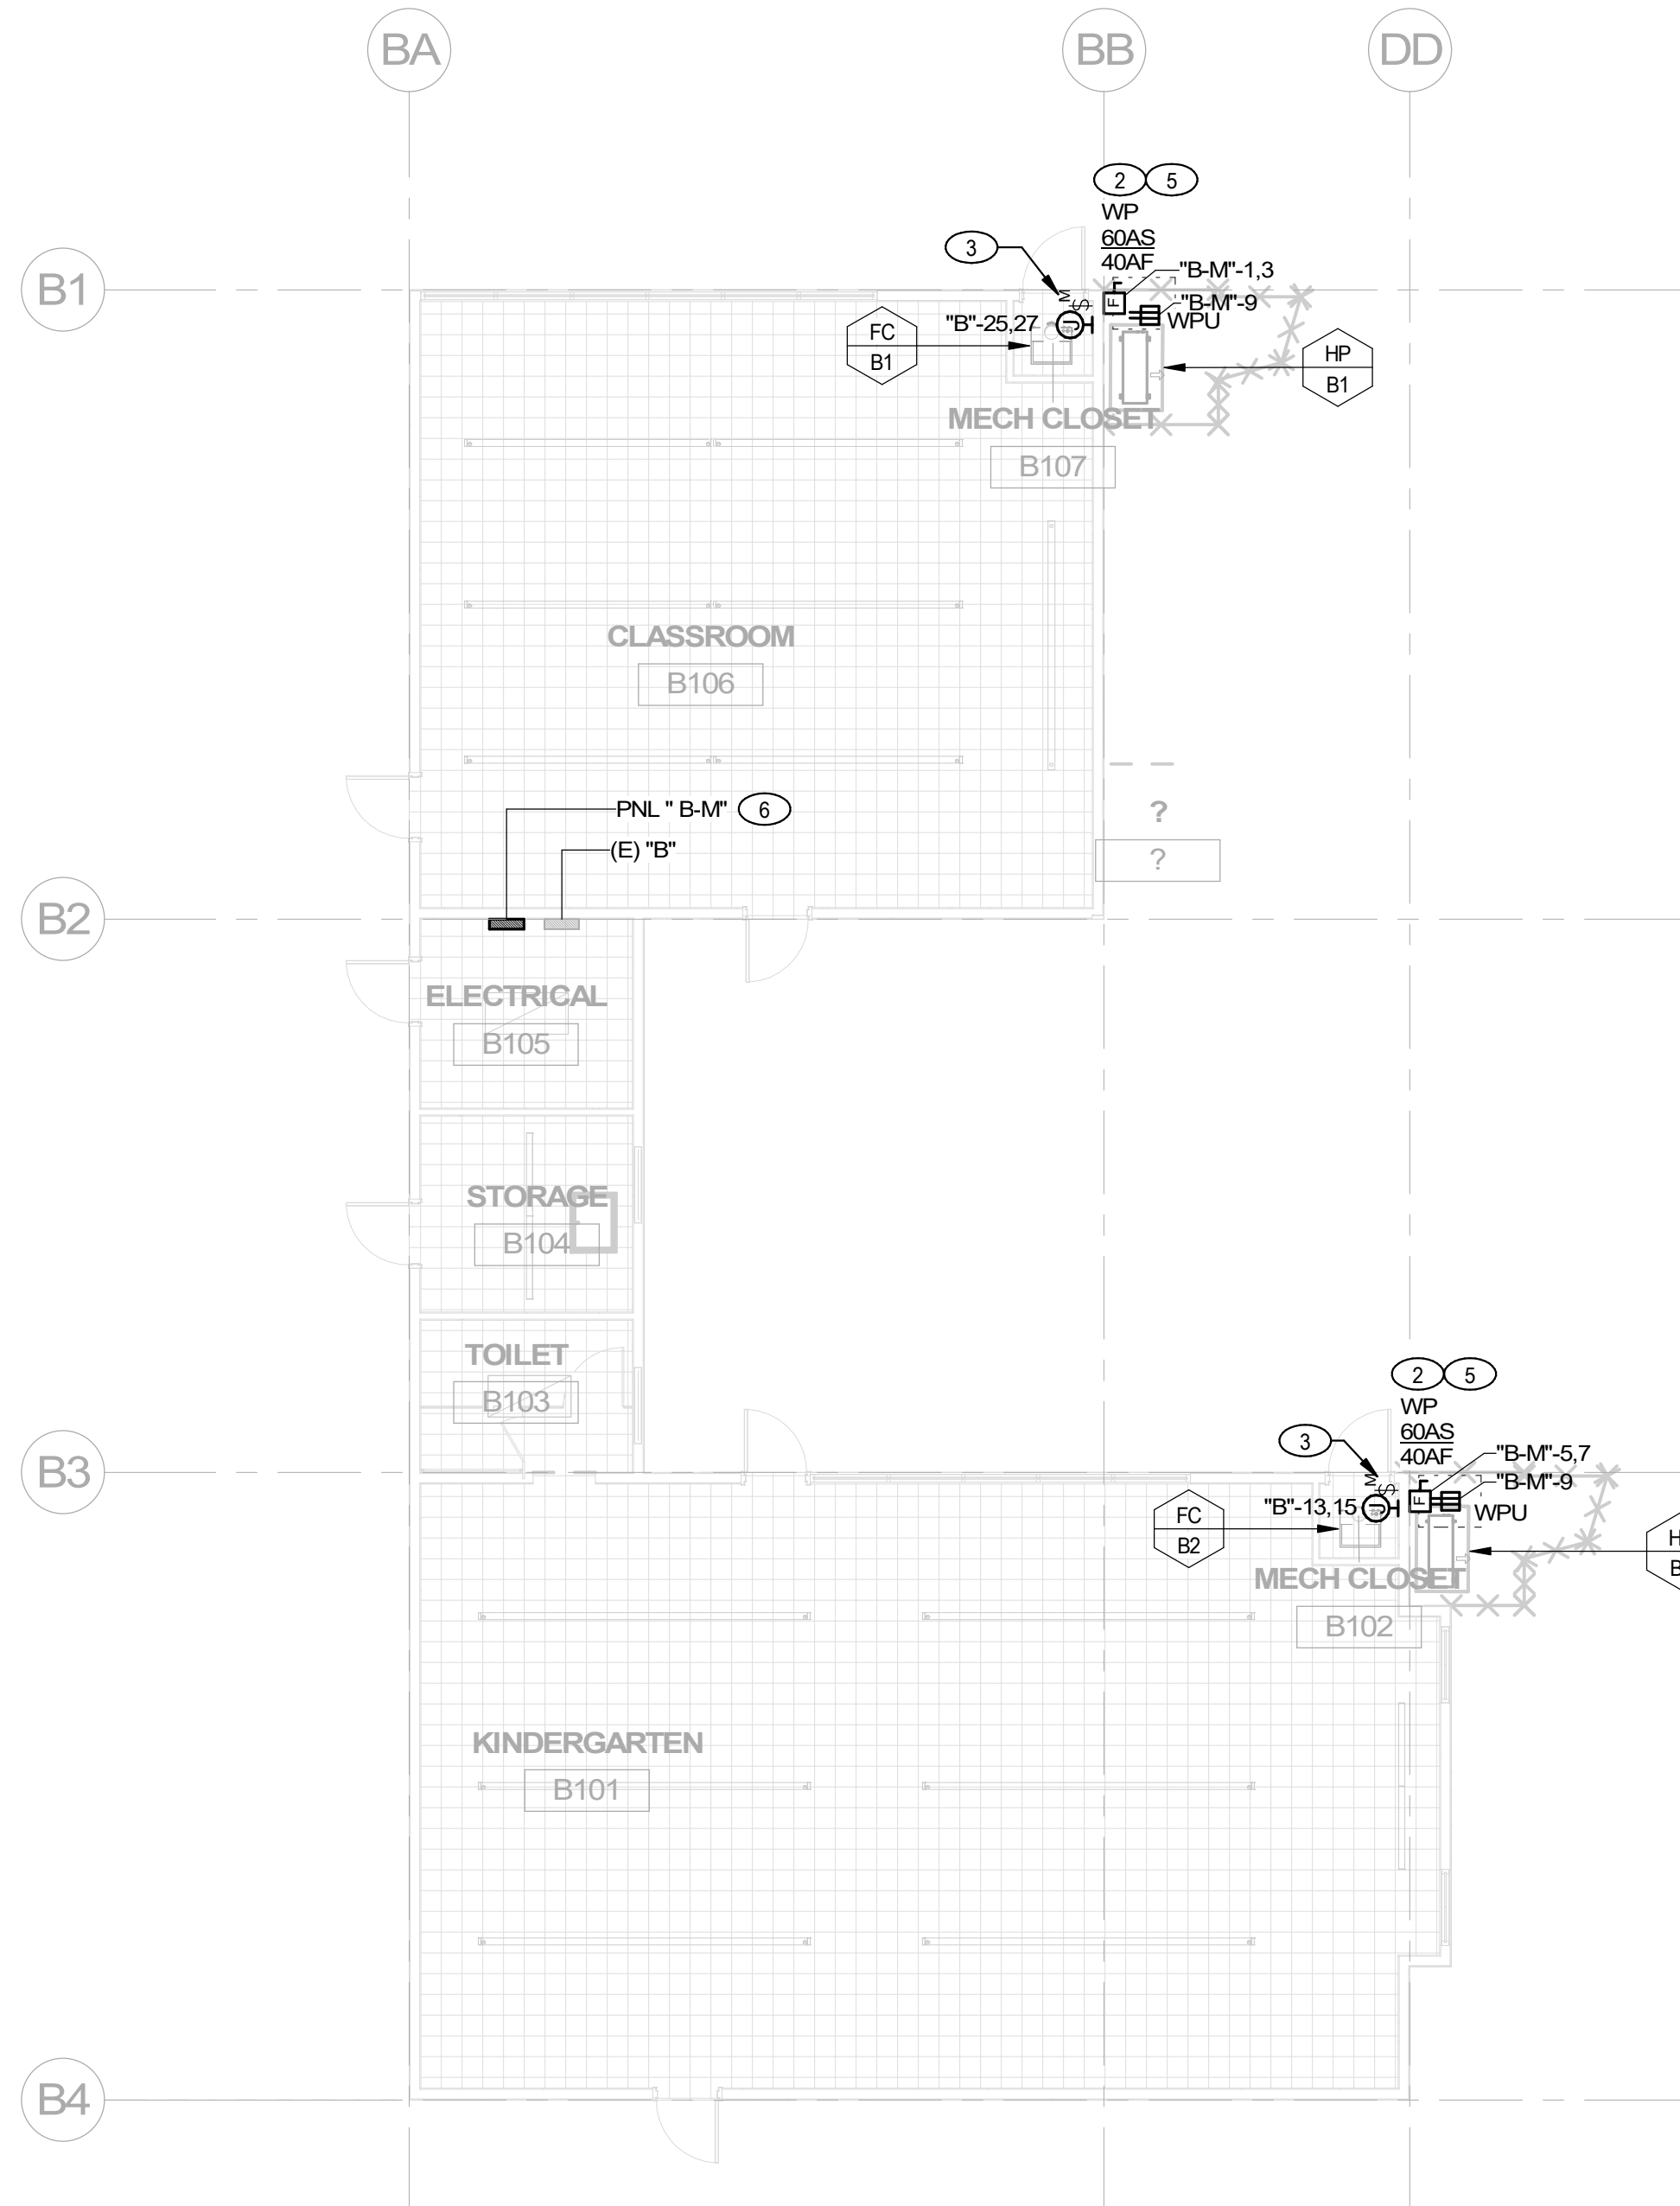 BA
BB
DD
2
5
WP
60AS
40AF
3
B1
"B-M"-1,3
"B-M"-9
WPU
M
$
F
J
"B"-25,27
FC
B1
HP
B1
MECH CLOSET
B107
CLASSROOM
B106
PNL " B-M"
6
(E) "B"
?
?
B2
ELECTRICAL
B105
STORAGE
B104
TOILET
B103
2
5
WP
60AS
40AF
3
B3
"B-M"-5,7
"B-M"-9
WPU
M
$
F
J
"B"-13,15
FC
B2
H
B
MECH CLOSET
B102
KINDERGARTEN
B101
B4